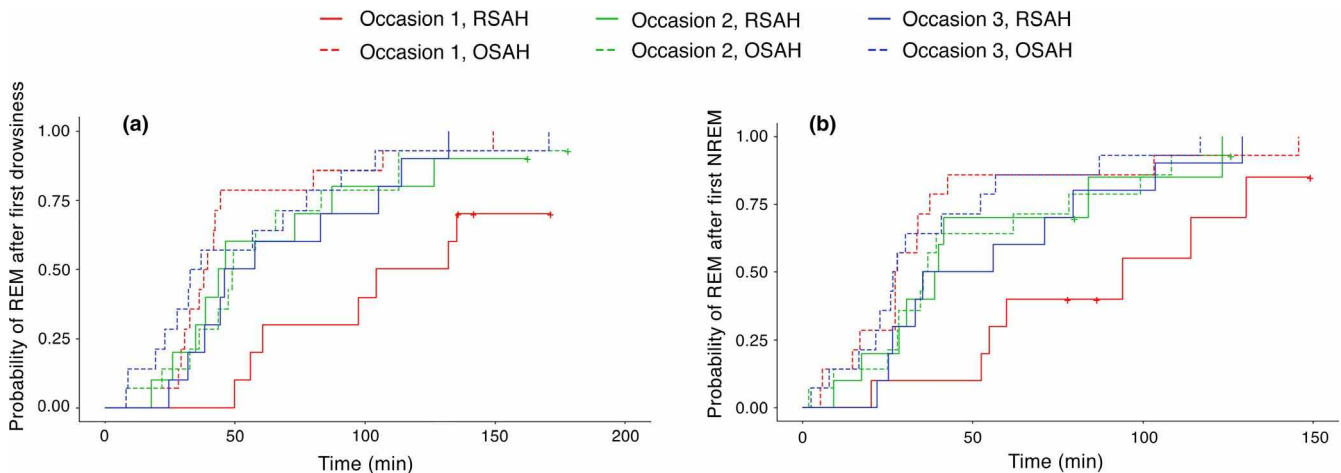 Occasion 1, RSAH Occasion 2, RSAH Occasion 3, RSAH
Occasion 1, OSAH Occasion 2, OSAH Occasion 3, OSAH
(a)
Probability of REM after first drowsiness
1.00
0.75
0.50
0.25
0.00
0 50 100 150 200
Time (min)
(b)
Probability of REM after first NREM
1.00
0.75
0.50
0.25
0.00
0 50 100 150
Time (min)